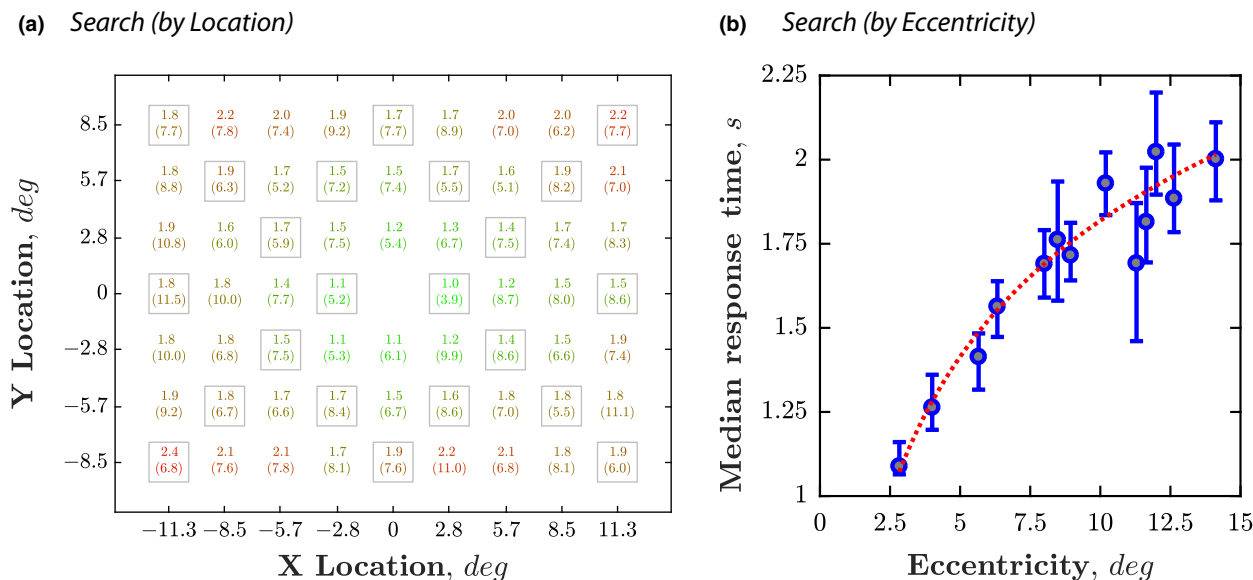 (a) Search (by Location)
8.5
1.8 2.2 2.0 1.9 1.7 1.7 2.0 2.0 2.2
(7.7) (7.8) (7.4) (9.2) (7.7) (8.9) (7.0) (6.2) (7.7)
5.7
1.8 1.9 1.7 1.5 1.5 1.7 1.6 1.9 2.1
(8.8) (6.3) (5.2) (7.2) (7.4) (5.5) (5.1) (8.2) (7.0)
2.8
1.9 1.6 1.7 1.5 1.2 1.3 1.4 1.7 1.7
(10.8) (6.0) (5.9) (7.5) (5.4) (6.7) (7.5) (7.4) (8.3)
0
1.8 1.8 1.4 1.1 1.0 1.2 1.5 1.5
(11.5) (10.0) (7.7) (5.2) (3.9) (8.7) (8.0) (8.6)
−2.8
1.8 1.8 1.5 1.1 1.1 1.2 1.4 1.5 1.9
(10.0) (6.8) (7.5) (5.3) (6.1) (9.9) (8.6) (6.6) (7.4)
−5.7
1.9 1.8 1.7 1.7 1.5 1.6 1.8 1.8 1.8
(9.2) (6.7) (6.6) (8.4) (6.7) (8.6) (7.0) (5.5) (11.1)
−8.5
2.4 2.1 2.1 1.7 1.9 2.2 2.1 1.8 1.9
(6.8) (7.6) (7.8) (8.1) (7.6) (11.0) (6.8) (8.1) (6.0)
−11.3 −8.5 −5.7 −2.8 0 2.8 5.7 8.5 11.3
X Location, deg
Y Location, deg
(b) Search (by Eccentricity)
2.25
2
1.75
1.5
1.25
1
0 2.5 5 7.5 10 12.5 15
Eccentricity, deg
Median response time, s